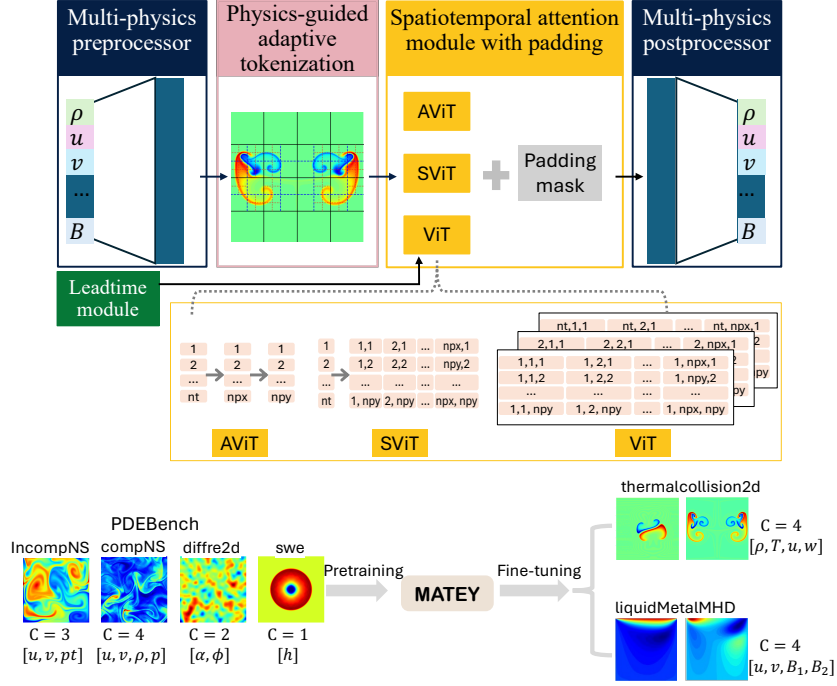 Multi-physics
preprocessor
Physics-guided
adaptive
tokenization
Spatiotemporal attention
module with padding
Multi-physics
postprocessor
ρ
u
v
...
B
AViT
SViT
ViT
Padding
mask
ρ
u
v
...
B
Leadtime
module
1 1 1
2 2 2
... ... ...
nt npx npy
AViT
1 1,1 2,1 ... npx,1
2 1,2 2,2 ... npy,2
... ... ... ... ...
nt 1, npy 2, npy ... npx, npy
SViT
nt,1,1 nt, 2,1 ... nt, npx,1
2
npy
2,1,1 2, 2,1 ... 2, npx,1
2
npy
1,1,1 1, 2,1 ... 1, npx,1
1,1,2 1,2,2 ... 1, npy,2
... ... ... ...
1,1, npy 1, 2, npy ... 1, npx, npy
ViT
PDEBench
IncompNS compNS diffre2d swe
C = 3 C = 4 C = 2 C = 1
[u, v, pt] [u, v, ρ, p] [α, ϕ] [h]
Pretraining
MATEY
Fine-tuning
thermalcollision2d
C = 4
[ρ, T, u, w]
liquidMetalMHD
C = 4
[u, v, B₁, B₂]